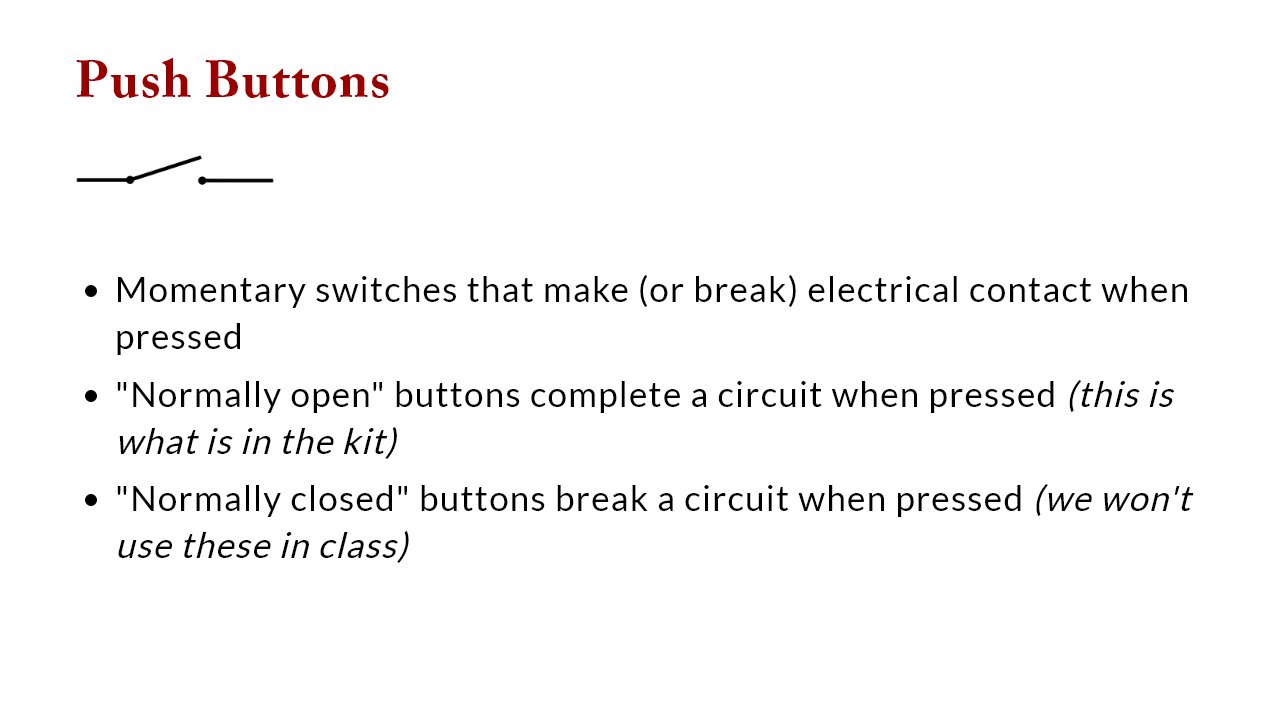 Push Buttons
• Momentary switches that make (or break) electrical contact when
pressed
• "Normally open" buttons complete a circuit when pressed (this is
what is in the kit)
• "Normally closed" buttons break a circuit when pressed (we won't
use these in class)